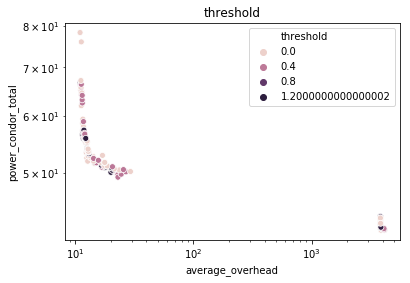 threshold
8 × 10¹
7 × 10¹
6 × 10¹
5 × 10¹
power_condor_total
threshold
0.0
0.4
0.8
1.2000000000000002
10¹
10²
10³
average_overhead